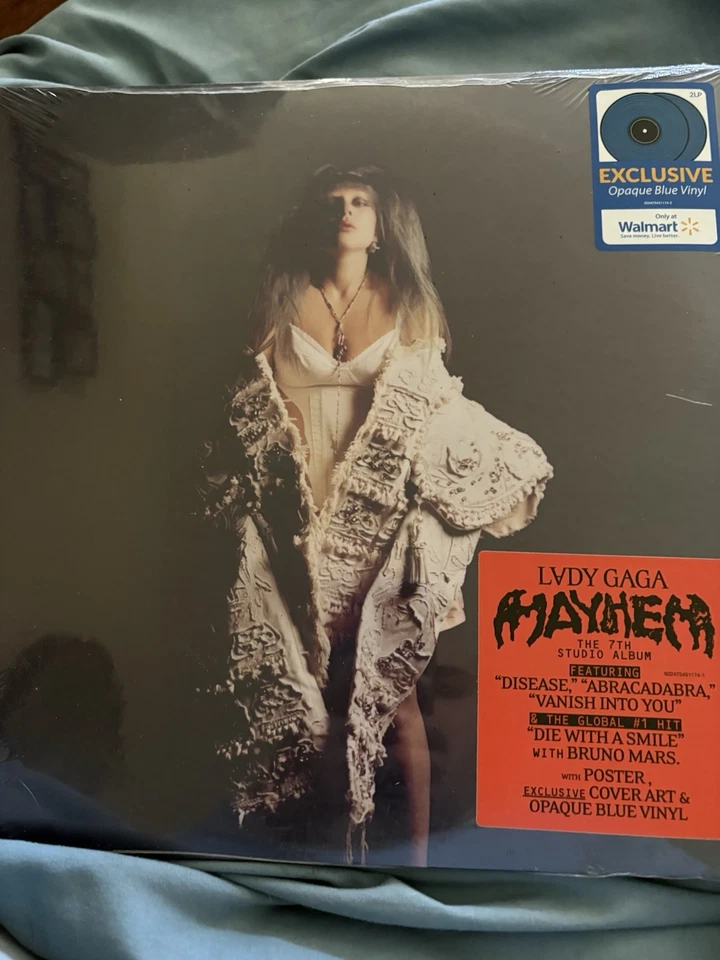 2LP
EXCLUSIVE
Opaque Blue Vinyl
Only at
Walmart
Save money. Live better.
L∀DY GAGA
MAYHEM
THE 7TH
STUDIO ALBUM
FEATURING
“DISEASE,” “ABRACADABRA,”
“VANISH INTO YOU”
& THE GLOBAL #1 HIT
“DIE WITH A SMILE”
WITH BRUNO MARS.
WITH POSTER,
EXCLUSIVE COVER ART &
OPAQUE BLUE VINYL